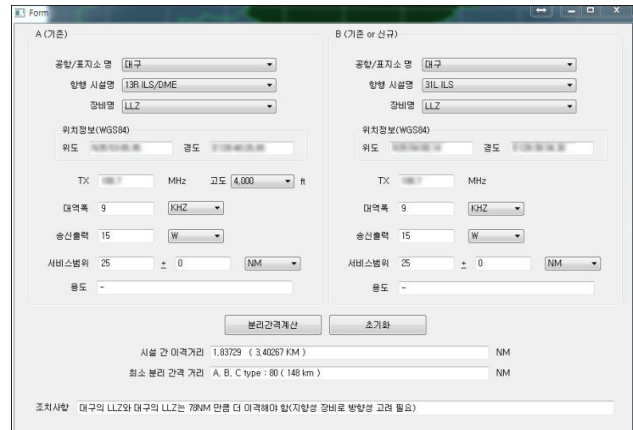 Form
A (기존)
공항/표지소 명 대구
항행 시설명 13R ILS/DME
장비명 LLZ
위치정보(WGS84)
위도 경도
TX MHz 고도 4,000 ft
대역폭 9 KHZ
송신출력 15 W
서비스범위 25 ± 0 NM
용도 -
B (기존 or 신규)
공항/표지소 명 대구
항행 시설명 31L ILS
장비명 LLZ
위치정보(WGS84)
위도 경도
TX MHz
대역폭 9 KHZ
송신출력 15 W
서비스범위 25 ± 0 NM
용도 -
분리간격계산 초기화
시설 간 이격거리 1,83729 ( 3,40267 KM ) NM
최소 분리 간격 거리 A, B, C type : 80 ( 148 km ) NM
조치사항 대구의 LLZ와 대구의 LLZ는 78NM 만큼 더 이격해야 함(지향성 장비로 방향성 고려 필요)